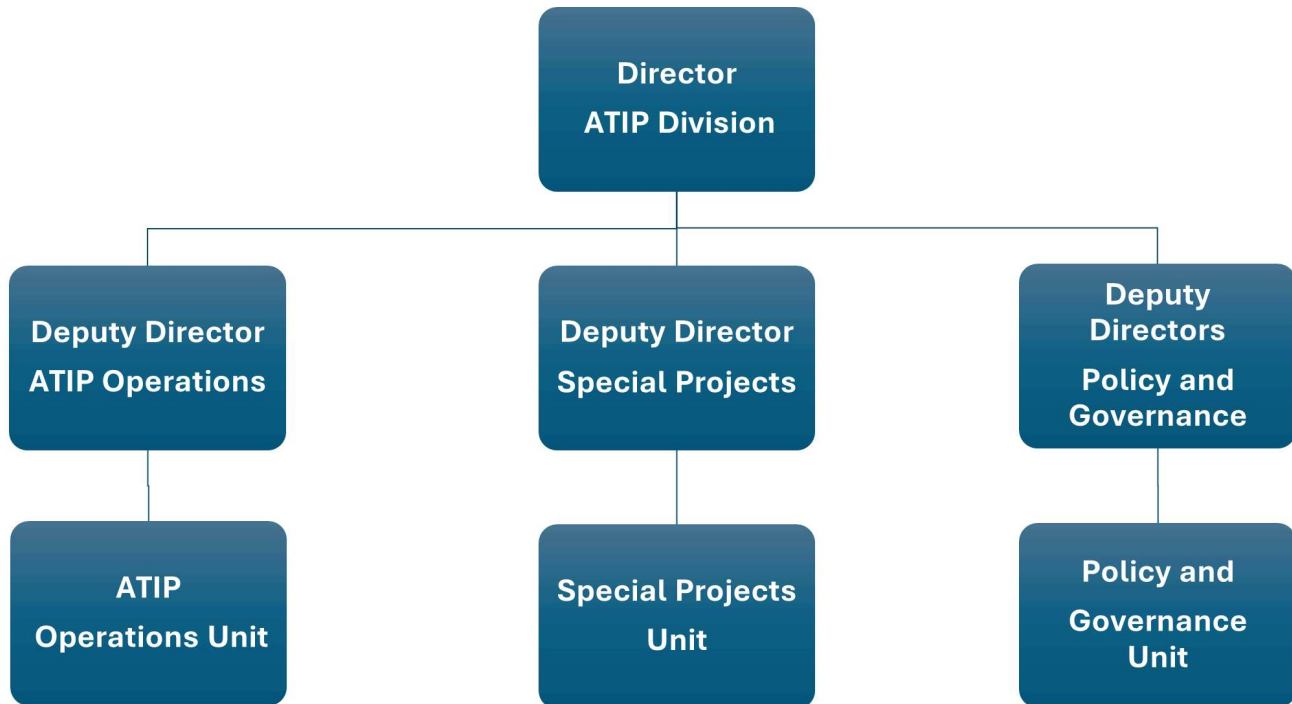 Director
ATIP Division
Deputy Director
ATIP Operations
Deputy Director
Special Projects
Deputy
Directors
Policy and
Governance
ATIP
Operations Unit
Special Projects
Unit
Policy and
Governance
Unit